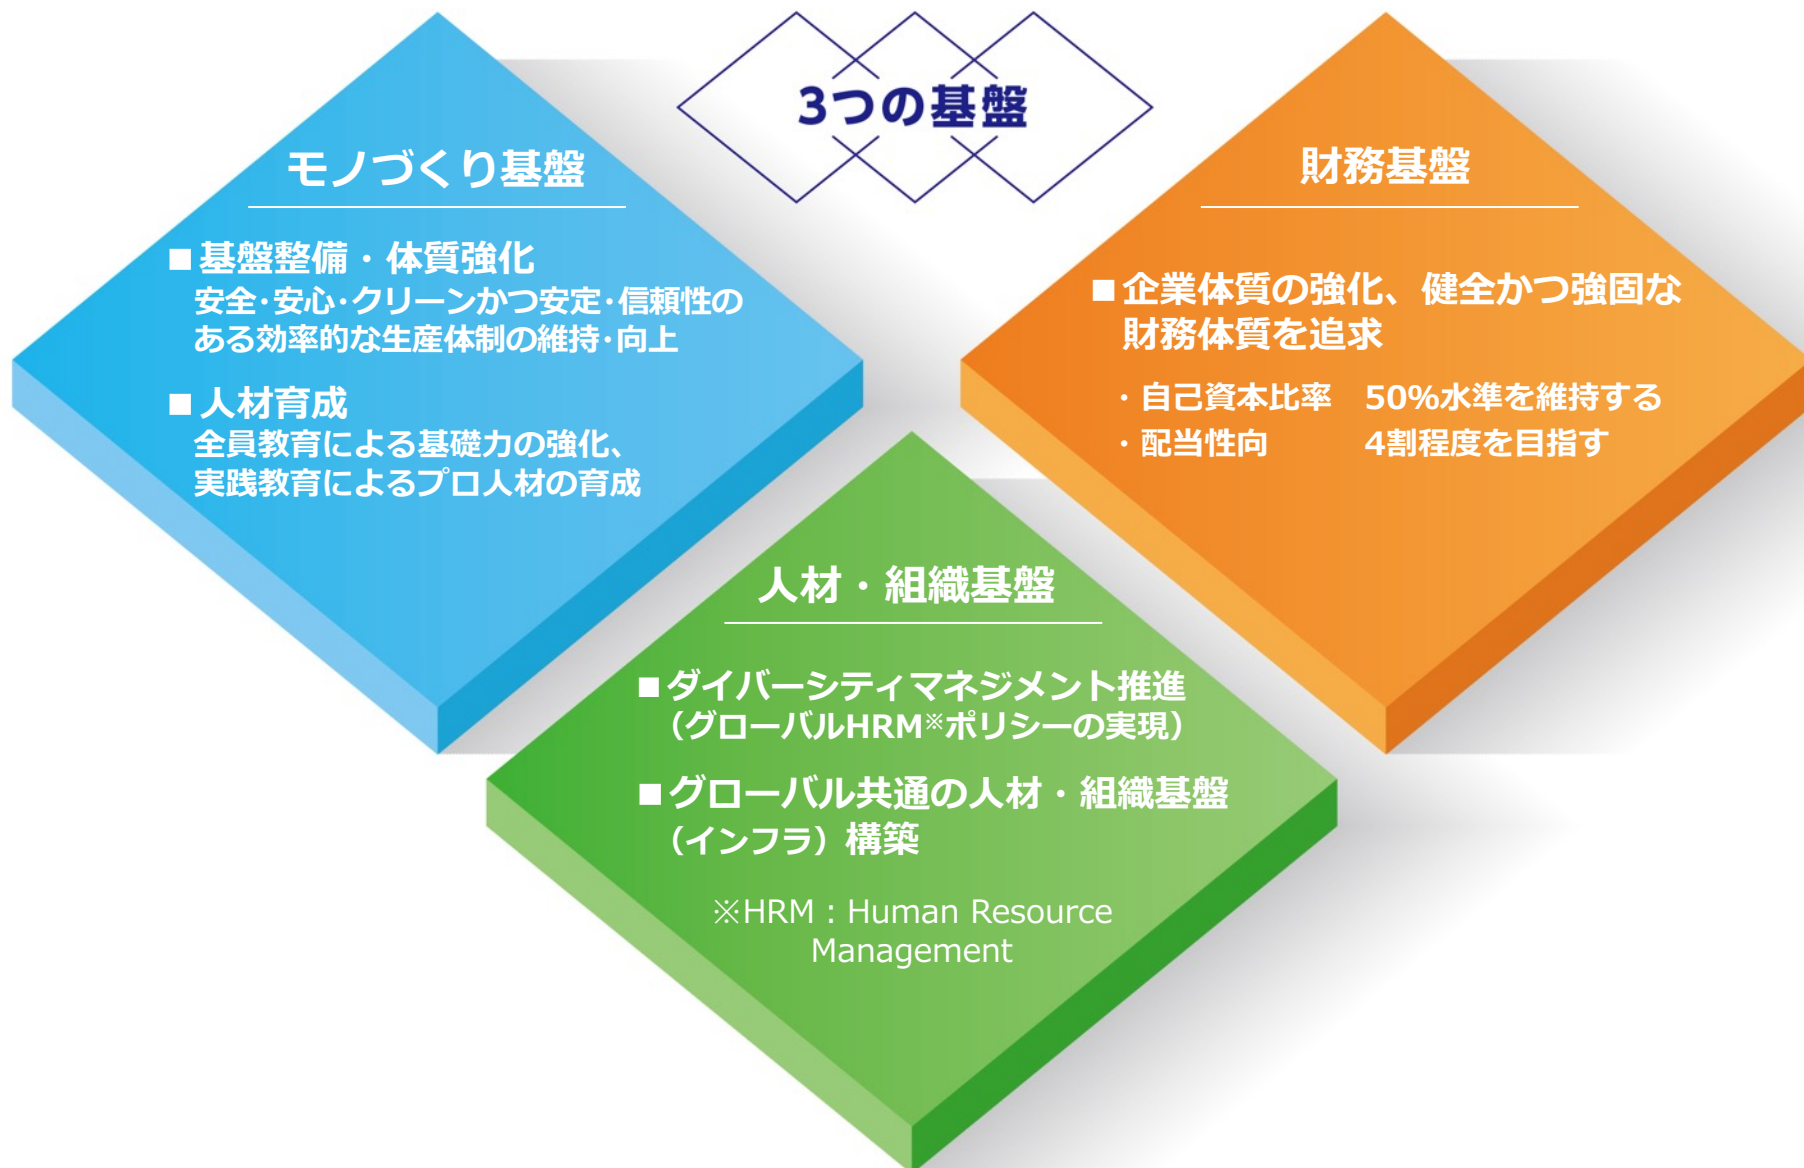 3つの基盤
モノづくり基盤
■ 基盤整備・体質強化
安全・安心・クリーンかつ安定・信頼性の
ある効率的な生産体制の維持・向上
■ 人材育成
全員教育による基礎力の強化、
実践教育によるプロ人材の育成
財務基盤
■ 企業体質の強化、健全かつ強固な
財務体質を追求
・自己資本比率　50%水準を維持する
・配当性向　4割程度を目指す
人材・組織基盤
■ ダイバーシティマネジメント推進
（グローバルHRM※ポリシーの実現）
■ グローバル共通の人材・組織基盤
（インフラ）構築
※HRM：Human Resource
Management